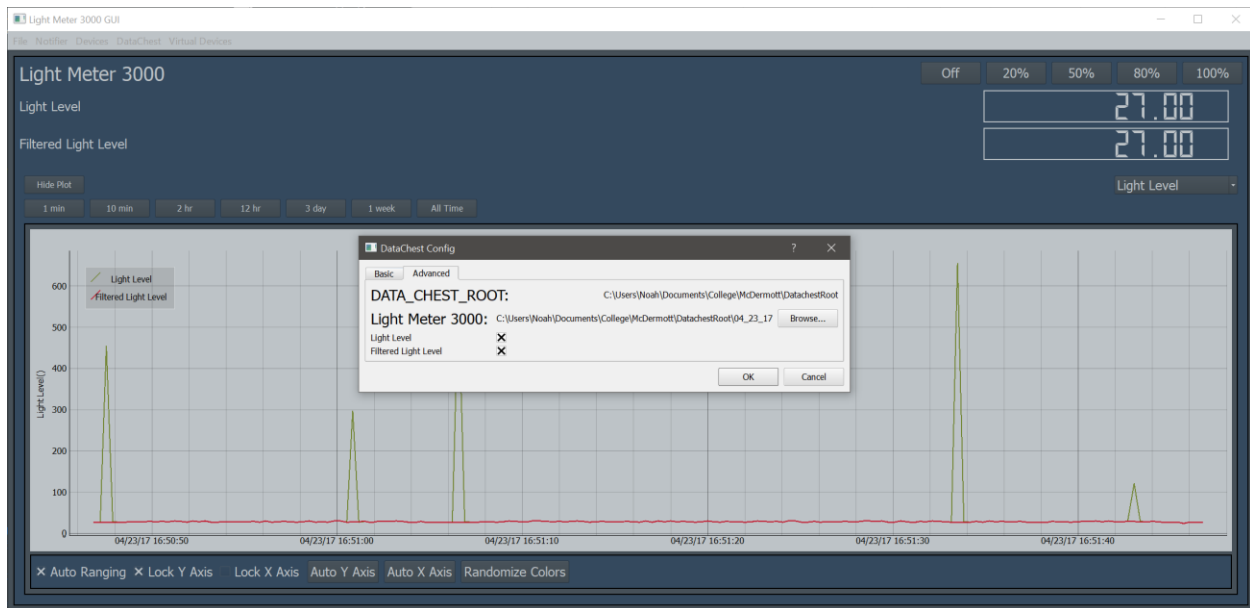 Light Meter 3000 GUI
File Notifier Devices DataChest Virtual Devices
Light Meter 3000
Off 20% 50% 80% 100%
Light Level
27.00
Filtered Light Level
27.00
Hide Plot
Light Level
1 min 10 min 2 hr 12 hr 3 day 1 week All Time
DataChest Config ?
Basic Advanced
DATA_CHEST_ROOT: C:\Users\Noah\Documents\College\McDermott\DatachestRoot
Light Meter 3000: C:\Users\Noah\Documents\College\McDermott\DatachestRoot\04_23_17 Browse...
Light Level
Filtered Light Level
OK Cancel
Light Level
Filtered Light Level
Light Level()
600
500
400
300
200
100
0
04/23/17 16:50:50 04/23/17 16:51:00 04/23/17 16:51:10 04/23/17 16:51:20 04/23/17 16:51:30 04/23/17 16:51:40
Auto Ranging Lock Y Axis Lock X Axis Auto Y Axis Auto X Axis Randomize Colors